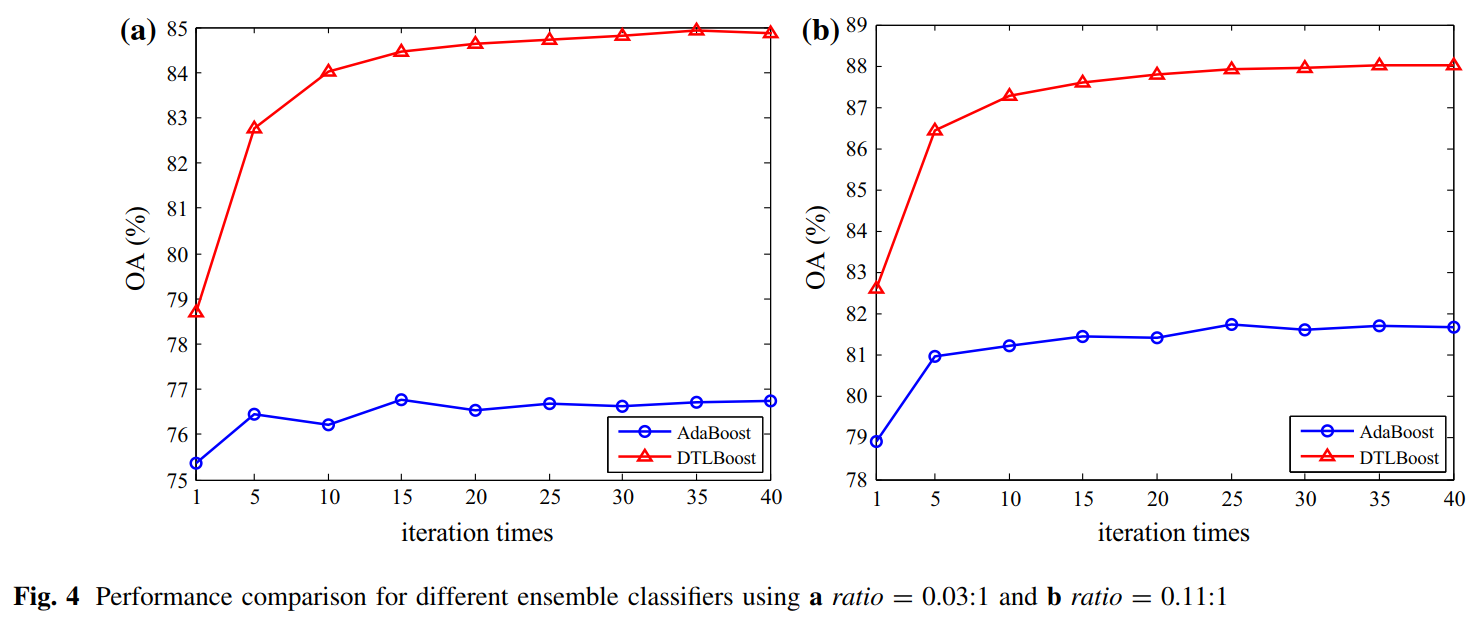 (a)
85
84
83
82
81
80
79
78
77
76
75
OA (%)
1 5 10 15 20 25 30 35 40
iteration times
AdaBoost
DTLBoost
(b)
89
88
87
86
85
84
83
82
81
80
79
78
OA (%)
1 5 10 15 20 25 30 35 40
iteration times
AdaBoost
DTLBoost
Fig. 4 Performance comparison for different ensemble classifiers using a ratio = 0.03:1 and b ratio = 0.11:1